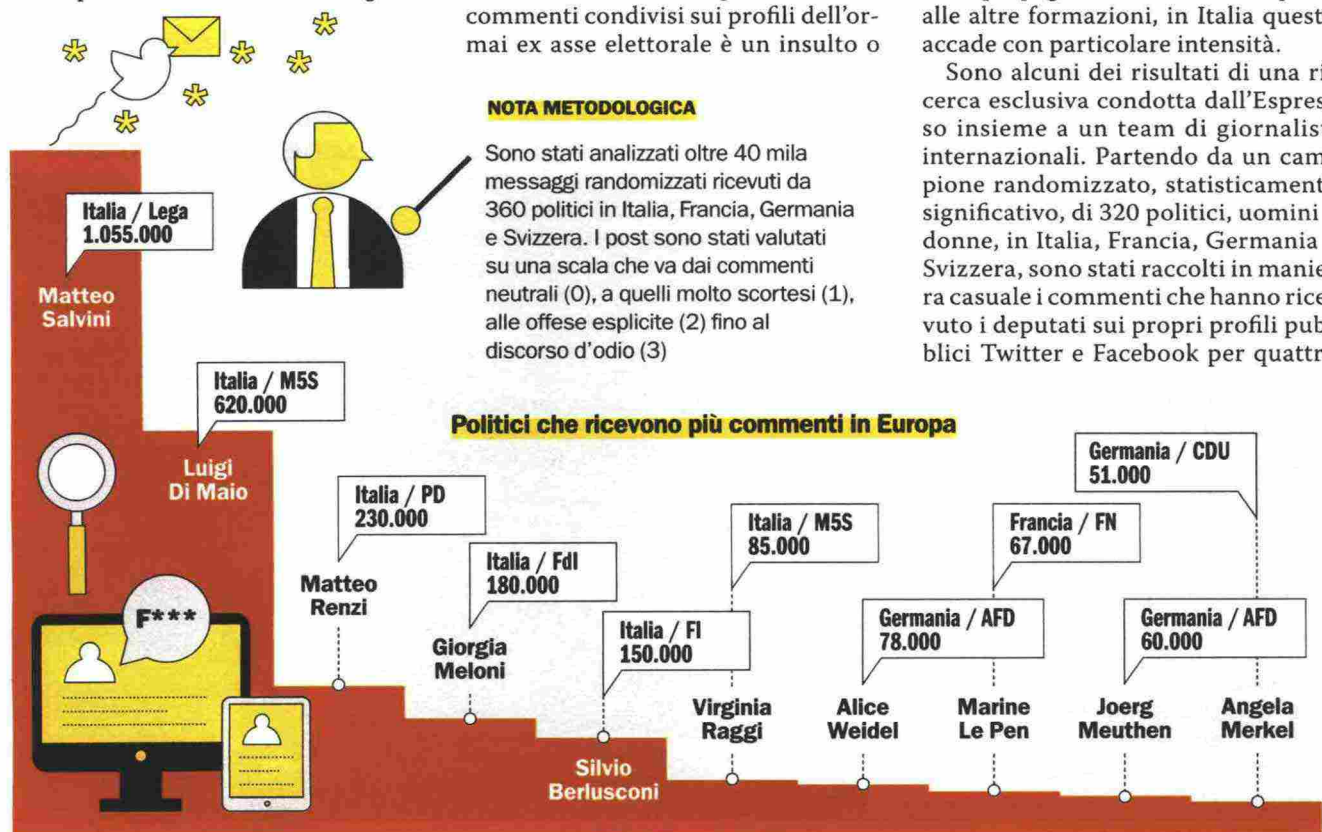 commenti condivisi sui profili dell'or-
mai ex asse elettorale è un insulto o
alle altre formazioni, in Italia quest
accade con particolare intensità.
Sono alcuni dei risultati di una ri
cerca esclusiva condotta dall'Espres
so insieme a un team di giornalist
internazionali. Partendo da un cam
pione randomizzato, statisticament
significativo, di 320 politici, uomini
donne, in Italia, Francia, Germania
Svizzera, sono stati raccolti in manie
ra casuale i commenti che hanno rice
vuto i deputati sui propri profili pub
blici Twitter e Facebook per quattr
NOTA METODOLOGICA
Sono stati analizzati oltre 40 mila
messaggi randomizzati ricevuti da
360 politici in Italia, Francia, Germania
e Svizzera. I post sono stati valutati
su una scala che va dai commenti
neutrali (0), a quelli molto scortesi (1),
alle offese esplicite (2) fino al
discorso d'odio (3)
Politici che ricevono più commenti in Europa
Italia / Lega
1.055.000
Matteo
Salvini
Italia / M5S
620.000
Luigi
Di Maio
Italia / PD
230.000
Matteo
Renzi
Italia / FdI
180.000
Giorgia
Meloni
Italia / FI
150.000
Silvio
Berlusconi
Italia / M5S
85.000
Virginia
Raggi
Germania / AFD
78.000
Alice
Weidel
Francia / FN
67.000
Marine
Le Pen
Germania / AFD
60.000
Joerg
Meuthen
Germania / CDU
51.000
Angela
Merkel
F***